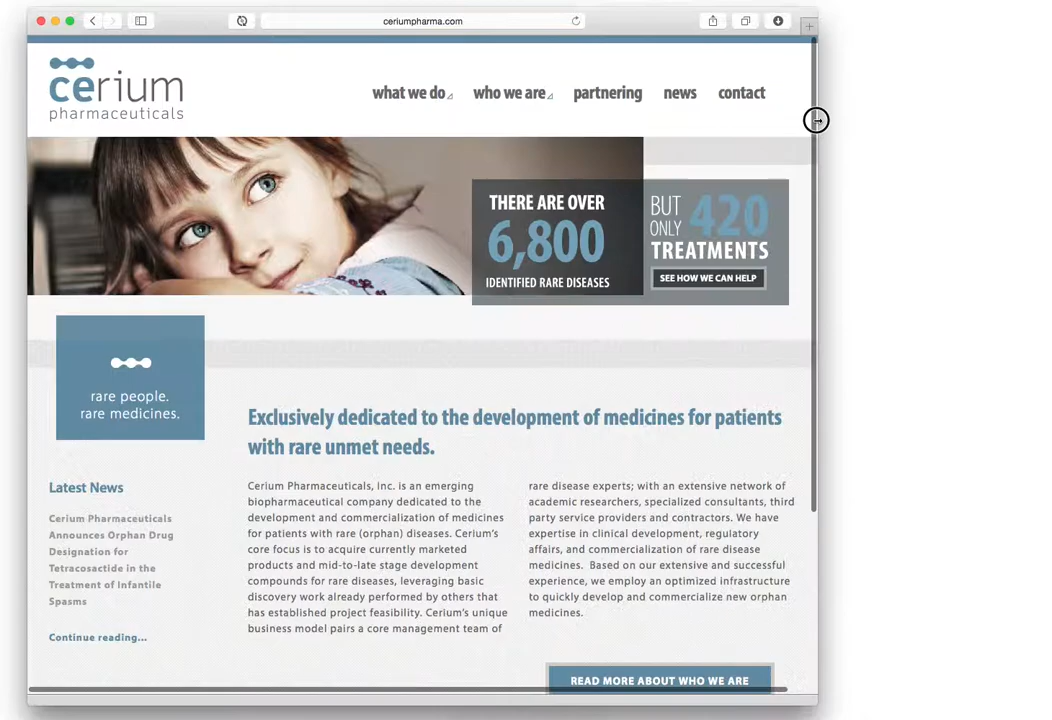 ceriumpharma.com
cerium
pharmaceuticals
what we do
who we are
partnering
news
contact
THERE ARE OVER
6,800
IDENTIFIED RARE DISEASES
BUT
ONLY
420
TREATMENTS
SEE HOW WE CAN HELP
rare people.
rare medicines.
Exclusively dedicated to the development of medicines for patients
with rare unmet needs.
Latest News
Cerium Pharmaceuticals
Announces Orphan Drug
Designation for
Tetracosactide in the
Treatment of Infantile
Spasms
Continue reading...
Cerium Pharmaceuticals, Inc. is an emerging
biopharmaceutical company dedicated to the
development and commercialization of medicines
for patients with rare (orphan) diseases. Cerium’s
core focus is to acquire currently marketed
products and mid-to-late stage development
compounds for rare diseases, leveraging basic
discovery work already performed by others that
has established project feasibility. Cerium’s unique
business model pairs a core management team of
rare disease experts; with an extensive network of
academic researchers, specialized consultants, third
party service providers and contractors. We have
expertise in clinical development, regulatory
affairs, and commercialization of rare disease
medicines.  Based on our extensive and successful
experience, we employ an optimized infrastructure
to quickly develop and commercialize new orphan
medicines.
READ MORE ABOUT WHO WE ARE